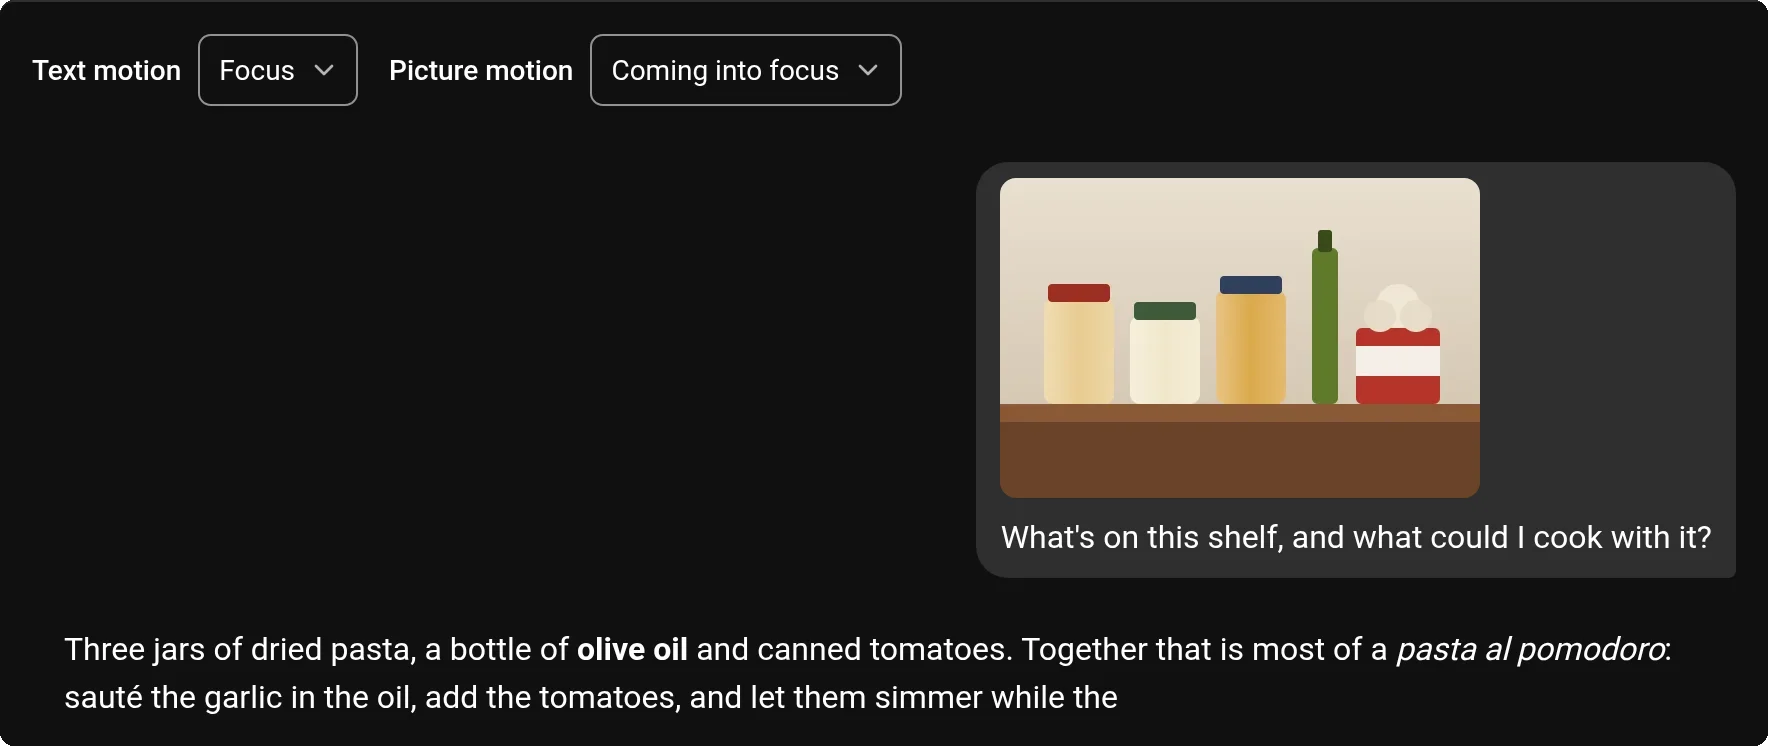 Text motion Focus Picture motion Coming into focus
What's on this shelf, and what could I cook with it?
Three jars of dried pasta, a bottle of olive oil and canned tomatoes. Together that is most of a pasta al pomodoro:
sauté the garlic in the oil, add the tomatoes, and let them simmer while the